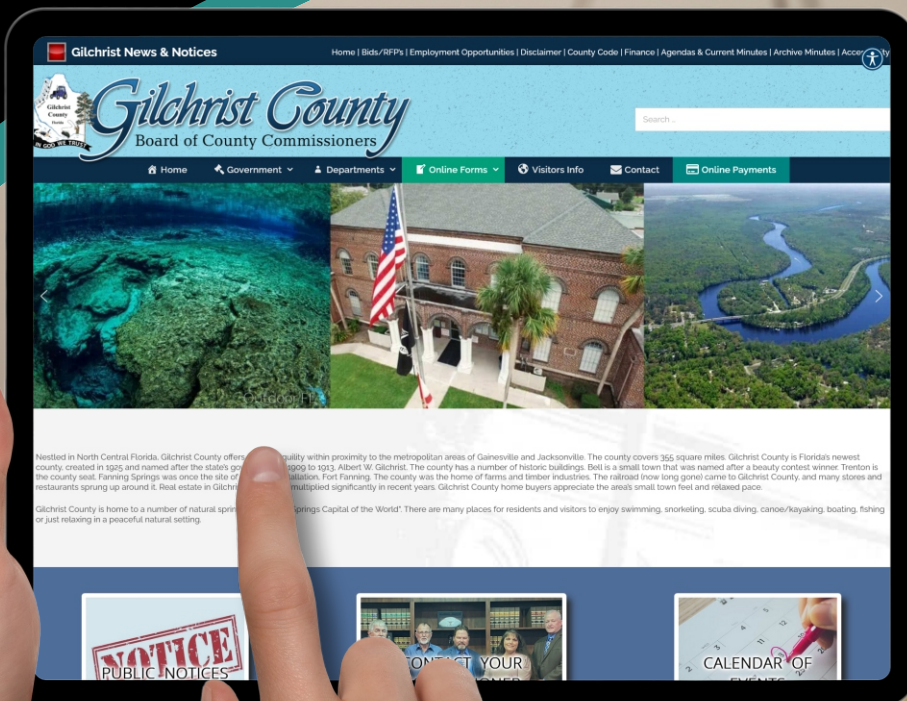 Gilchrist News & Notices
Home | Bids/RFP's | Employment Opportunities | Disclaimer | County Code | Finance | Agendas & Current Minutes | Archive Minutes |
Gilchrist
County
Florida
IN GOD WE TRUST
Gilchrist County
Board of County Commissioners
Search ...
Home Government Departments Online Forms Visitors Info Contact Online Payments
Nestled in North Central Florida, Gilchrist County offers within proximity to the metropolitan areas of Gainesville and Jacksonville. The county covers 355 square miles. Gilchrist County is Florida's newest
county, created in 1925 and named after the state's 1909 to 1913, Albert W. Gilchrist. The county has a number of historic buildings. Bell is a small town that was named after a beauty contest winner. Trenton is
the county seat. Fanning Springs was once the site of Fort Fanning. The county was the home of farms and timber industries. The railroad (now long gone) came to Gilchrist County, and many stores and
restaurants sprung up around it. Real estate in multiplied significantly in recent years. Gilchrist County home buyers appreciate the area's small town feel and relaxed pace.
Gilchrist County is home to a number of natural Springs Capital of the World". There are many places for residents and visitors to enjoy swimming, snorkeling, scuba diving, canoe/kayaking, boating, fishing
or just relaxing in a peaceful natural setting.
NOTICE
PUBLIC NOTICES
CONTACT YOUR
CALENDAR OF
EVENTS